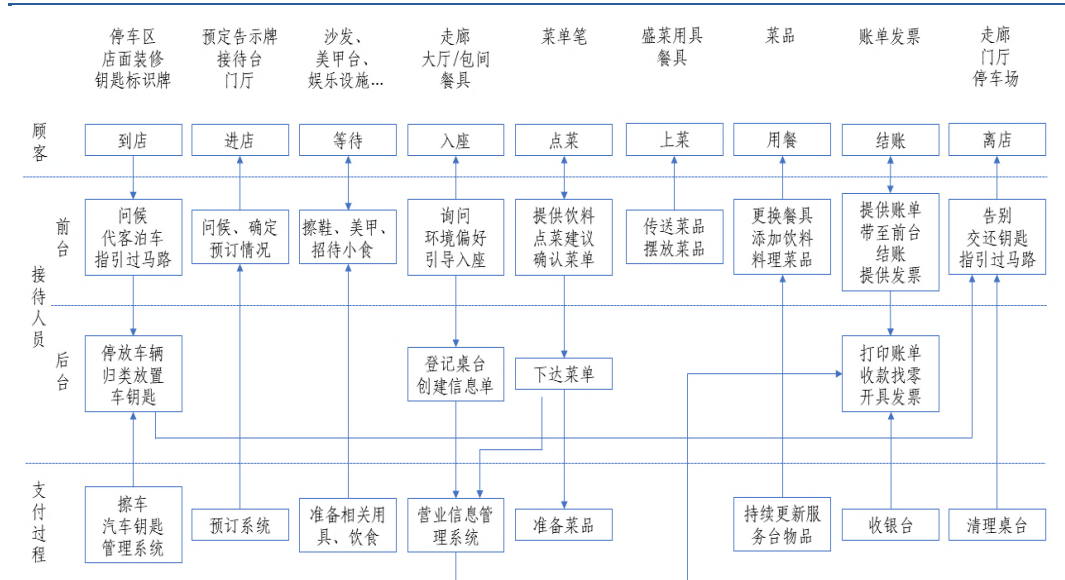 停车区
店面装修
钥匙标识牌
预定告示牌
接待台
门厅
沙发、
美甲台、
娱乐设施...
走廊
大厅/包间
餐具
菜单笔
盛菜用具
餐具
菜品
账单发票
走廊
门厅
停车场
顾客
到店
进店
等待
入座
点菜
上菜
用餐
结账
离店
接待人员
前台
问候
代客泊车
指引过马路
问候、确定
预订情况
擦鞋、美甲、
招待小食
询问
环境偏好
引导入座
提供饮料
点菜建议
确认菜单
传送菜品
摆放菜品
更换餐具
添加饮料
料理菜品
提供账单
带至前台
结账
提供发票
告别
交还钥匙
指引过马路
后台
停放车辆
归类放置
车钥匙
登记桌台
创建信息单
下达菜单
打印账单
收款找零
开具发票
支付过程
擦车
汽车钥匙
管理系统
预订系统
准备相关用
具、饮食
营业信息管
理系统
准备菜品
持续更新服
务台物品
收银台
清理桌台